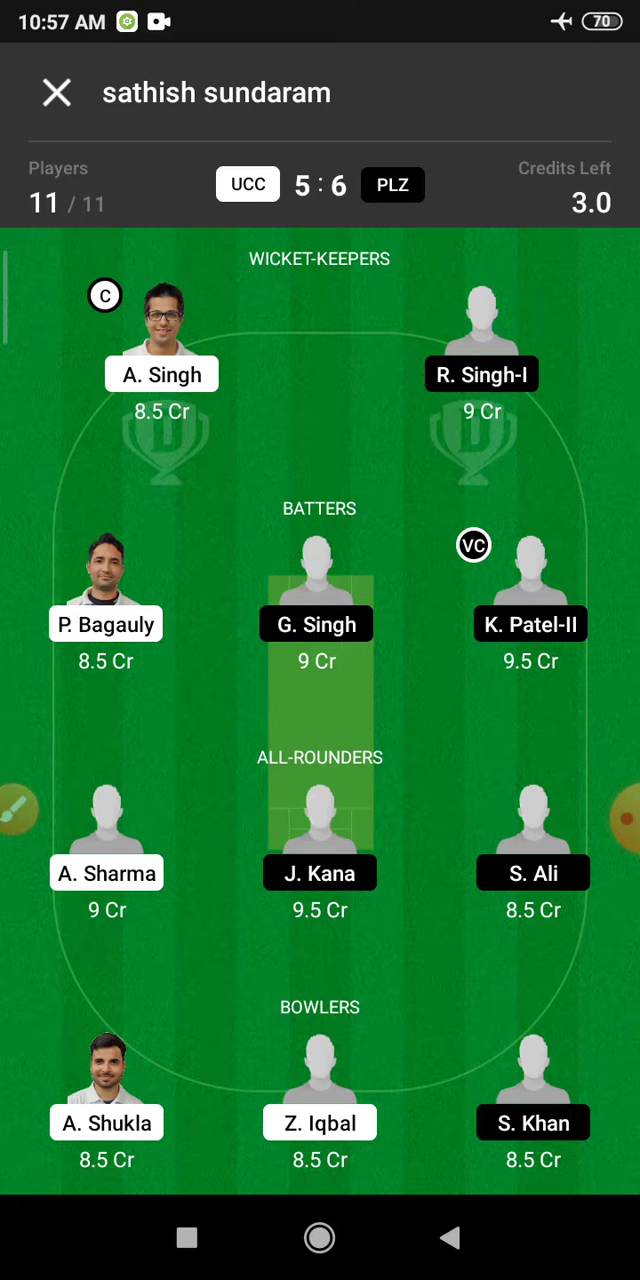 10:57 AM 70
sathish sundaram
Players
Credits Left
11 / 11
UCC 5 : 6 PLZ
3.0
WICKET-KEEPERS
C
A. Singh R. Singh-I
8.5 Cr 9 Cr
BATTERS
VC
P. Bagauly G. Singh K. Patel-II
8.5 Cr 9 Cr 9.5 Cr
ALL-ROUNDERS
A. Sharma J. Kana S. Ali
9 Cr 9.5 Cr 8.5 Cr
BOWLERS
A. Shukla Z. Iqbal S. Khan
8.5 Cr 8.5 Cr 8.5 Cr